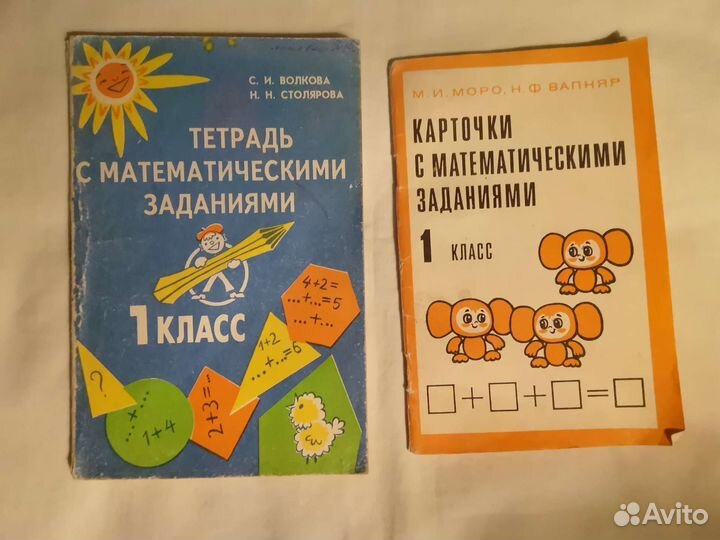 С. И. ВОЛКОВА
Н. Н. СТОЛЯРОВА
ТЕТРАДЬ
С МАТЕМАТИЧЕСКИМИ
ЗАДАНИЯМИ
1 КЛАСС
4+2=
...+...=5
...+...
1+2
...+...=6
?
...×...
1+4
2+3=...
М. И. МОРО, Н. Ф. ВАПНЯР
КАРТОЧКИ
С МАТЕМАТИЧЕСКИМИ
ЗАДАНИЯМИ
1 КЛАСС
□+□+□=□
Avito